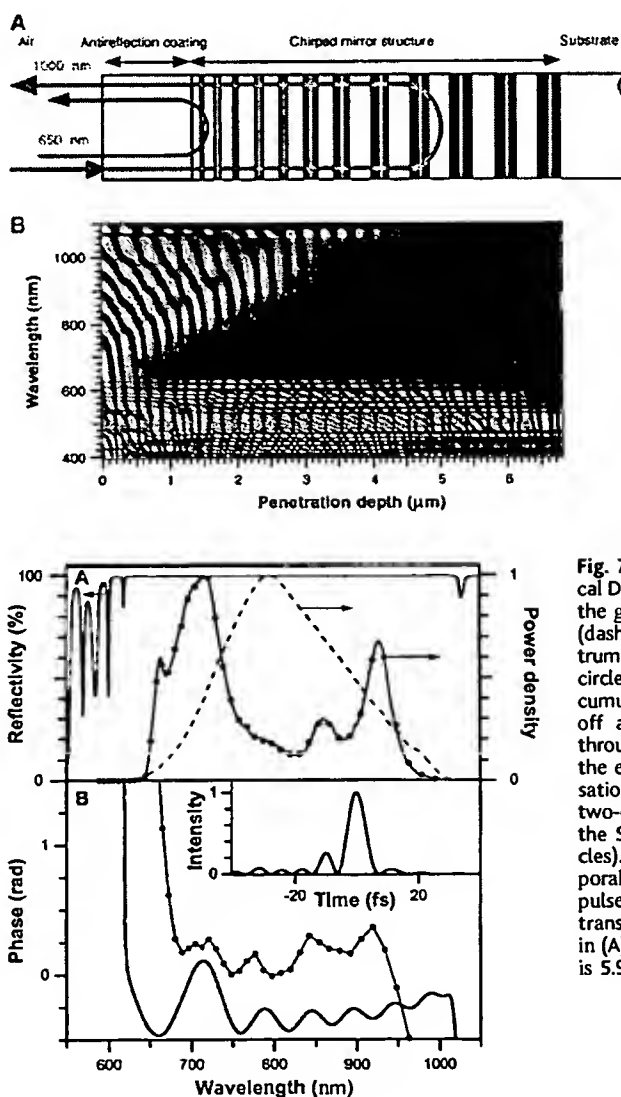 A
Air
Antireflection coating
Chirped mirror structure
Substrate
1000 nm
650 nm
B
Wavelength (nm)
1000
800
600
400
0 1 2 3 4 5 6
Penetration depth (μm)
A
Reflectivity (%)
100
0
1
0
Power density
B
Phase (rad)
1
0
Intensity
1
0
-20 20
Time (fs)
600 700 800 900 1000
Wavelength (nm)
Fig. 7
cal D
the g
(dash
trum
circle
cumu
off a
throu
the e
sation
two-
the S
cles).
poral
pulse
trans
in (A
is 5.9